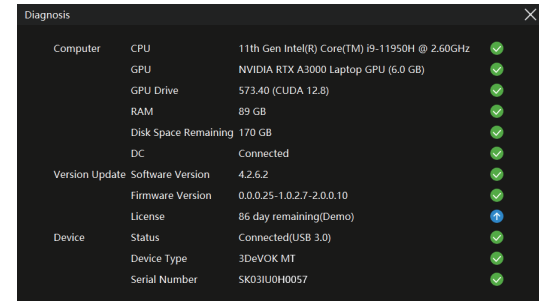 Diagnosis
Computer CPU 11th Gen Intel(R) Core(TM) i9-11950H @ 2.60GHz
GPU NVIDIA RTX A3000 Laptop GPU (6.0 GB)
GPU Drive 573.40 (CUDA 12.8)
RAM 89 GB
Disk Space Remaining 170 GB
DC Connected
Version Update Software Version 4.2.6.2
Firmware Version 0.0.0.25-1.0.2.7-2.0.0.10
License 86 day remaining(Demo)
Device Status Connected(USB 3.0)
Device Type 3DeVOK MT
Serial Number SK03IU0H0057